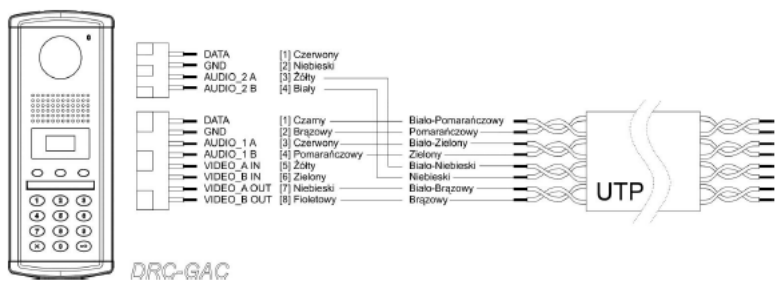 DATA [1] Czerwony
GND [2] Niebieski
AUDIO_2 A [3] Żółty
AUDIO_2 B [4] Biały
DATA [1] Czarny Biało-Pomarańczowy
GND [2] Brązowy Pomarańczowy
AUDIO_1 A [3] Czerwony Biało-Zielony
AUDIO_1 B [4] Pomarańczowy Zielony
VIDEO_A IN [5] Żółty Biało-Niebieski
VIDEO_B IN [6] Zielony Niebieski
VIDEO_A OUT [7] Niebieski Biało-Brązowy
VIDEO_B OUT [8] Fioletowy Brązowy
UTP
DRC-GAC